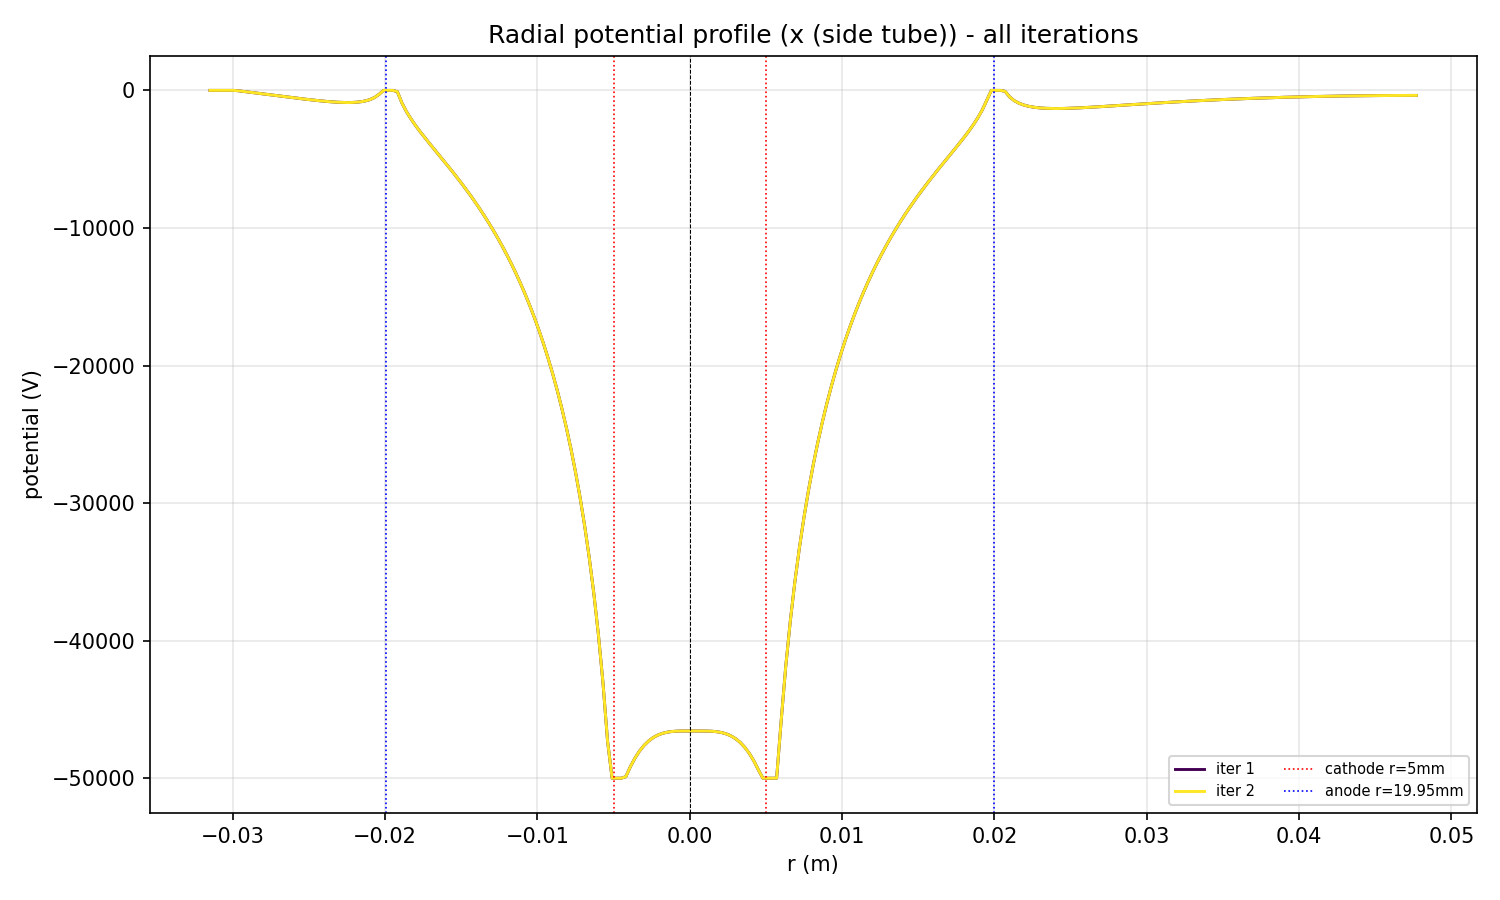 Radial potential profile (x (side tube)) - all iterations
0
−10000
−20000
−30000
−40000
−50000
potential (V)
iter 1
iter 2
cathode r=5mm
anode r=19.95mm
−0.03 −0.02 −0.01 0.00 0.01 0.02 0.03 0.04 0.05
r (m)